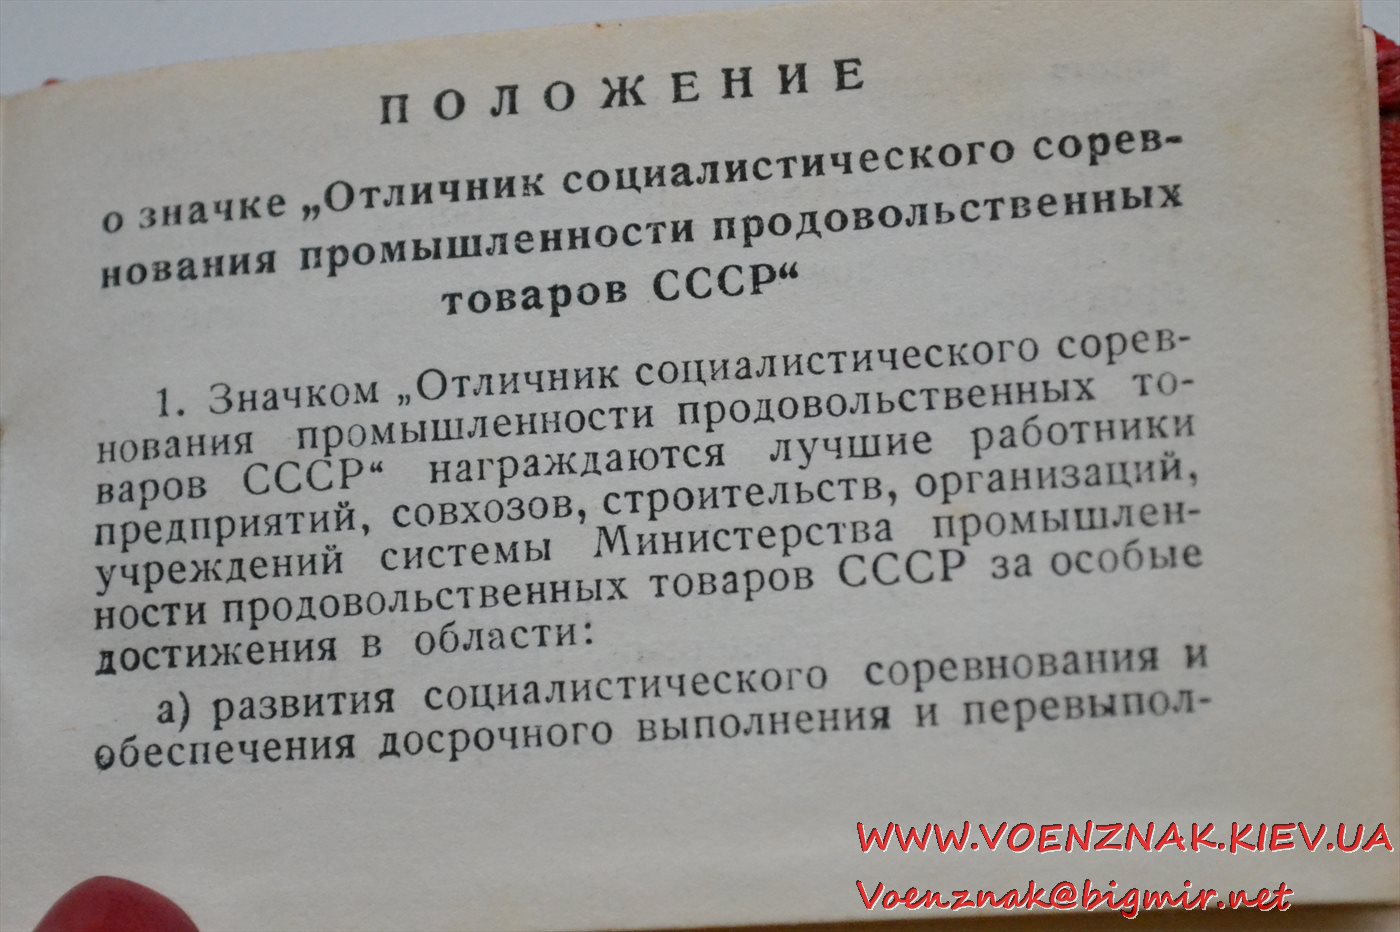 ПОЛОЖЕНИЕ
о значке „Отличник социалистического сорев-
нования промышленности продовольственных
товаров СССР“
1. Значком „Отличник социалистического сорев-
нования промышленности продовольственных то-
варов СССР“ награждаются лучшие работники
предприятий, совхозов, строительств, организаций,
учреждений системы Министерства промышлен-
ности продовольственных товаров СССР за особые
достижения в области:
а) развития социалистического соревнования и
обеспечения досрочного выполнения и перевыпол-
WWW.VOENZNAK.KIEV.UA
Voenznak@bigmir.net